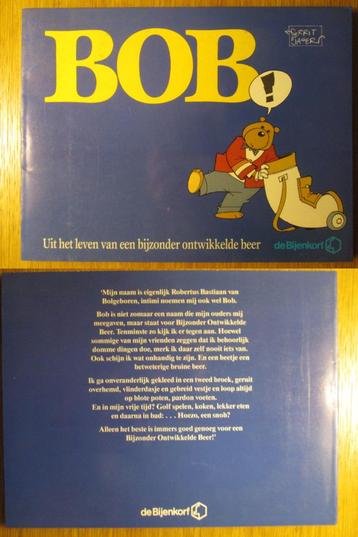 BOB
GERRIT
!
Uit het leven van een bijzonder ontwikkelde beer
de Bijenkorf
'Mijn naam is eigenlijk Robertus Bastiaan van
Bolgeboren, intimi noemen mij ook wel Bob.
Bob is niet zomaar een naam die mijn ouders mij
meegaven, maar staat voor Bijzonder Ontwikkelde
Beer. Tenminste zo kijk ik er tegen aan. Hoewel
sommige van mijn vrienden zeggen dat ik behoorlijk
domme dingen doe, merk ik daar zelf nooit iets van.
Ook schijn ik wat onhandig te zijn. En een beetje een
betweterige bruine beer.
Ik ga onveranderlijk gekleed in een tweed broek, geruit
overhemd, vlinderdasje en gebreid vestje en loop altijd
op blote poten, pardon voeten.
En in mijn vrije tijd? Golf spelen, koken, lekker eten
en daarna in bad: . . . Hoezo, een snob?
Alleen het beste is immers goed genoeg voor een
Bijzonder Ontwikkelde Beer!'
de Bijenkorf